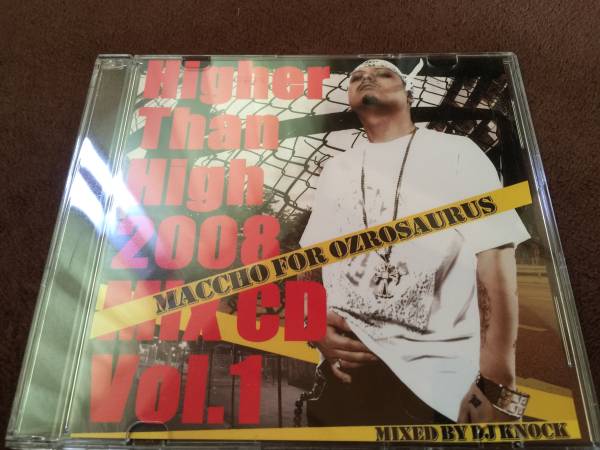 Higher
Than
High
2008
MACCHO FOR OZROSAURUS
MIX CD
Vol.1
MIXED BY DJ KNOCK